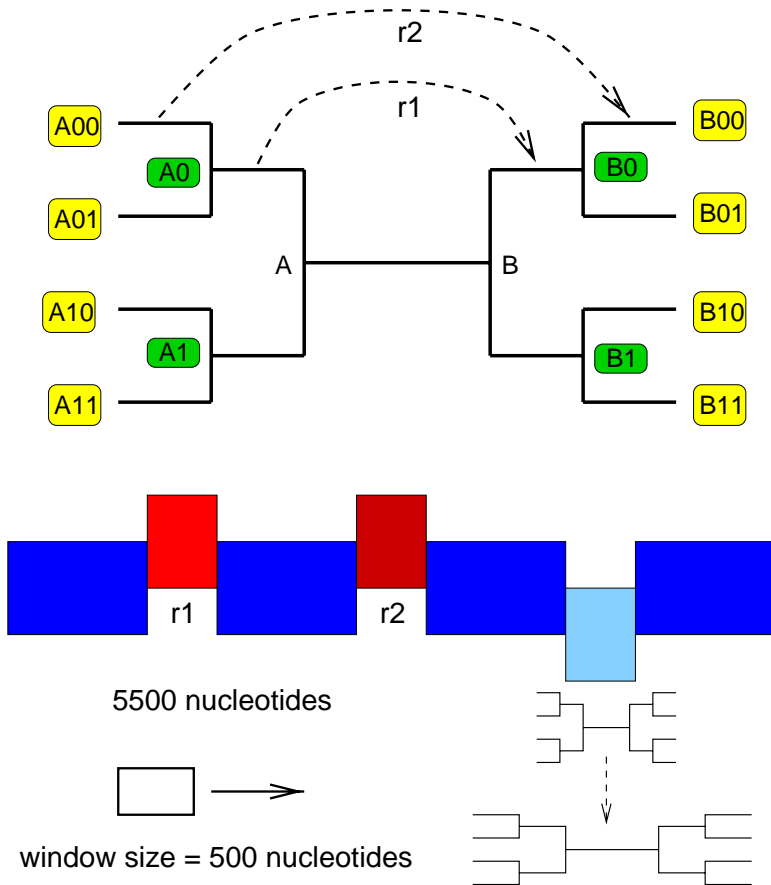 r2
r1
A00
B00
A0
B0
A01
B01
A
B
A10
B10
A1
B1
A11
B11
r1
r2
5500 nucleotides
window size = 500 nucleotides